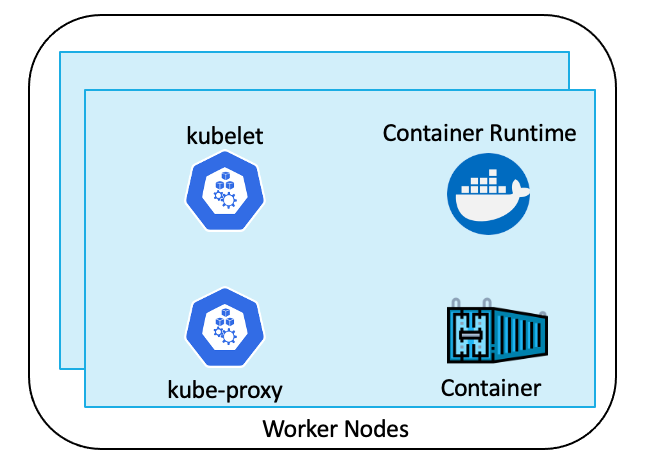 kubelet
Container Runtime
kube-proxy
Container
Worker Nodes